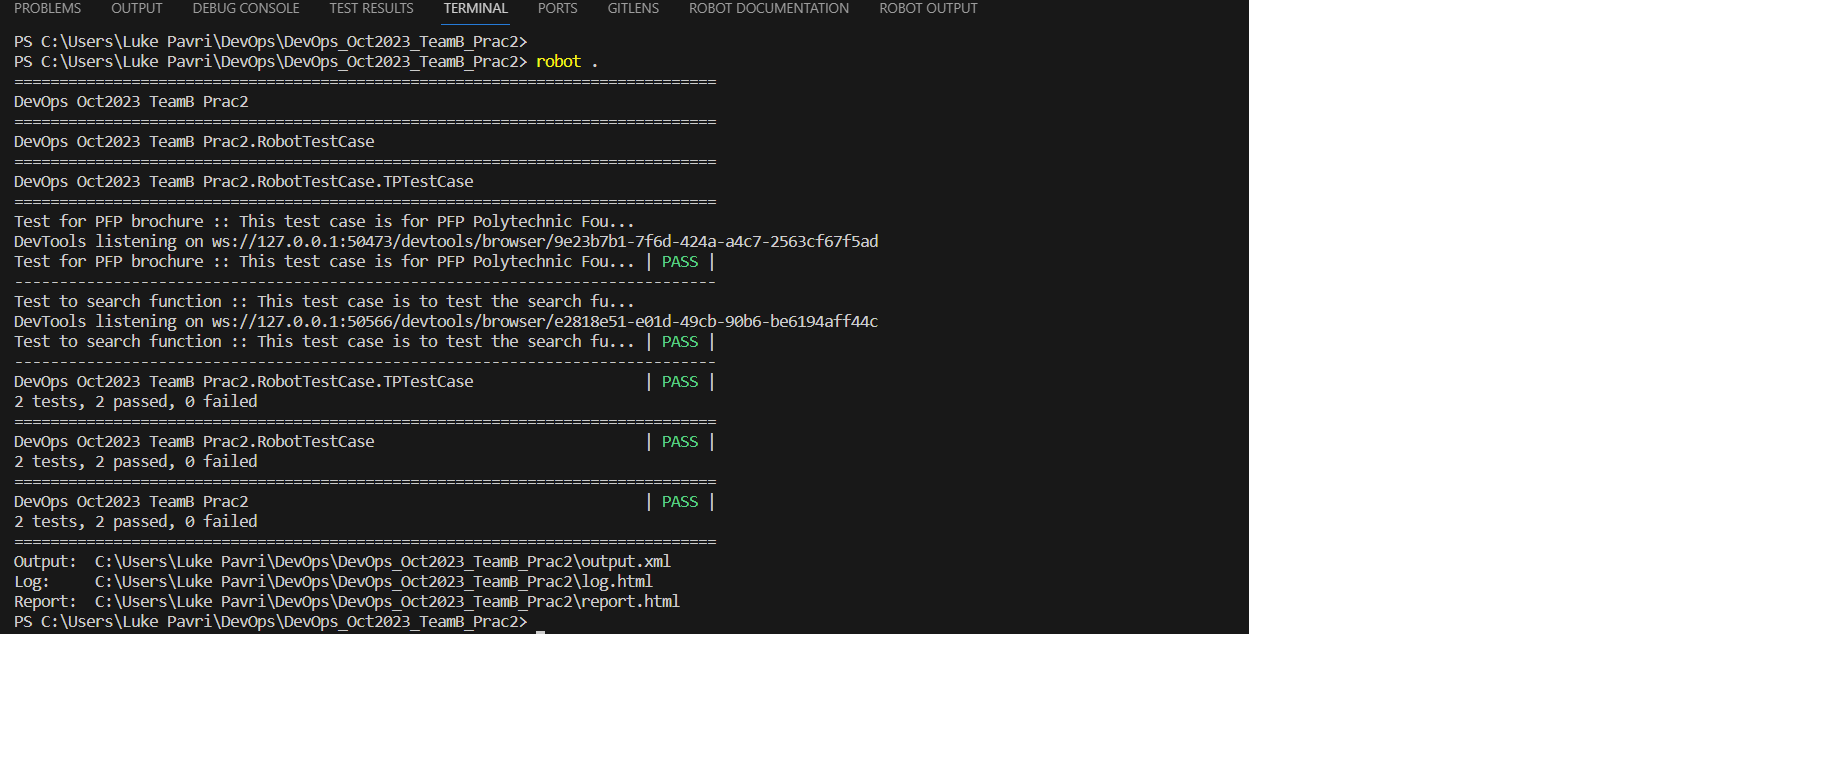 PROBLEMS OUTPUT DEBUG CONSOLE TEST RESULTS TERMINAL PORTS GITLENS ROBOT DOCUMENTATION ROBOT OUTPUT
PS C:\Users\Luke Pavri\DevOps\DevOps_Oct2023_TeamB_Prac2>
PS C:\Users\Luke Pavri\DevOps\DevOps_Oct2023_TeamB_Prac2> robot .
==============================================================================
DevOps Oct2023 TeamB Prac2
==============================================================================
DevOps Oct2023 TeamB Prac2.RobotTestCase
==============================================================================
DevOps Oct2023 TeamB Prac2.RobotTestCase.TPTestCase
==============================================================================
Test for PFP brochure :: This test case is for PFP Polytechnic Fou...
DevTools listening on ws://127.0.0.1:50473/devtools/browser/9e23b7b1-7f6d-424a-a4c7-2563cf67f5ad
Test for PFP brochure :: This test case is for PFP Polytechnic Fou... | PASS |
------------------------------------------------------------------------------
Test to search function :: This test case is to test the search fu...
DevTools listening on ws://127.0.0.1:50566/devtools/browser/e2818e51-e01d-49cb-90b6-be6194aff44c
Test to search function :: This test case is to test the search fu... | PASS |
------------------------------------------------------------------------------
DevOps Oct2023 TeamB Prac2.RobotTestCase.TPTestCase | PASS |
2 tests, 2 passed, 0 failed
==============================================================================
DevOps Oct2023 TeamB Prac2.RobotTestCase | PASS |
2 tests, 2 passed, 0 failed
==============================================================================
DevOps Oct2023 TeamB Prac2 | PASS |
2 tests, 2 passed, 0 failed
==============================================================================
Output: C:\Users\Luke Pavri\DevOps\DevOps_Oct2023_TeamB_Prac2\output.xml
Log: C:\Users\Luke Pavri\DevOps\DevOps_Oct2023_TeamB_Prac2\log.html
Report: C:\Users\Luke Pavri\DevOps\DevOps_Oct2023_TeamB_Prac2\report.html
PS C:\Users\Luke Pavri\DevOps\DevOps_Oct2023_TeamB_Prac2>